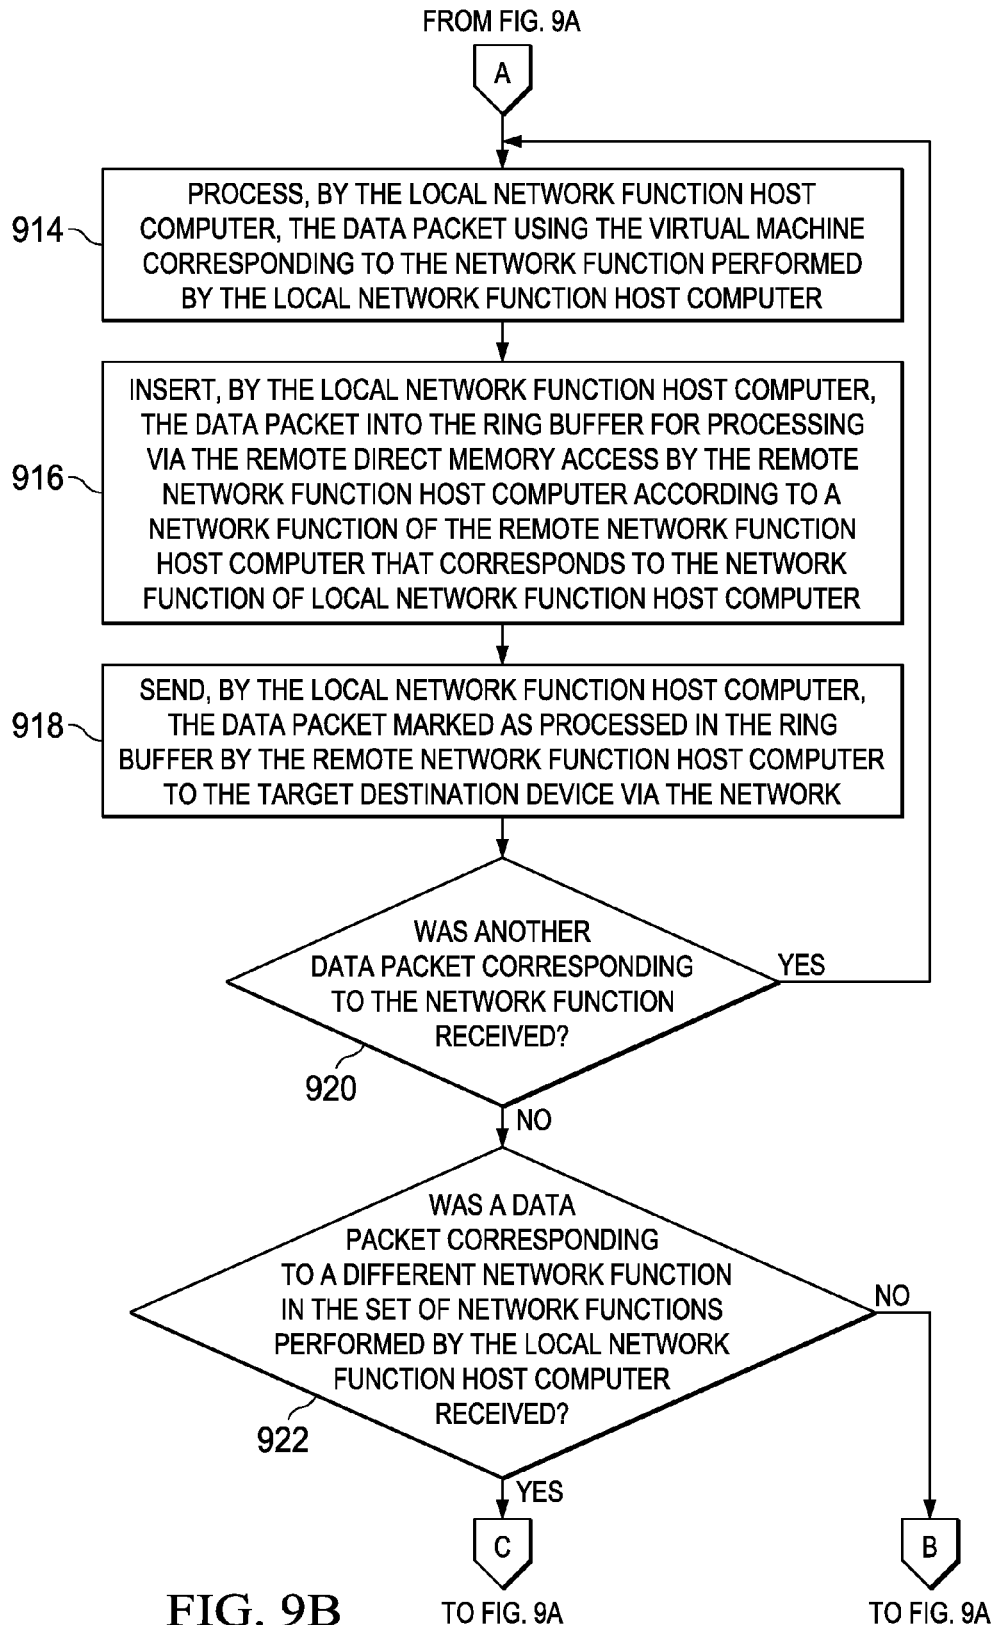 FROM FIG. 9A
A
914
PROCESS, BY THE LOCAL NETWORK FUNCTION HOST
COMPUTER, THE DATA PACKET USING THE VIRTUAL MACHINE
CORRESPONDING TO THE NETWORK FUNCTION PERFORMED
BY THE LOCAL NETWORK FUNCTION HOST COMPUTER
916
INSERT, BY THE LOCAL NETWORK FUNCTION HOST COMPUTER,
THE DATA PACKET INTO THE RING BUFFER FOR PROCESSING
VIA THE REMOTE DIRECT MEMORY ACCESS BY THE REMOTE
NETWORK FUNCTION HOST COMPUTER ACCORDING TO A
NETWORK FUNCTION OF THE REMOTE NETWORK FUNCTION
HOST COMPUTER THAT CORRESPONDS TO THE NETWORK
FUNCTION OF LOCAL NETWORK FUNCTION HOST COMPUTER
918
SEND, BY THE LOCAL NETWORK FUNCTION HOST COMPUTER,
THE DATA PACKET MARKED AS PROCESSED IN THE RING
BUFFER BY THE REMOTE NETWORK FUNCTION HOST COMPUTER
TO THE TARGET DESTINATION DEVICE VIA THE NETWORK
WAS ANOTHER
DATA PACKET CORRESPONDING
TO THE NETWORK FUNCTION
RECEIVED?
YES
920
NO
WAS A DATA
PACKET CORRESPONDING
TO A DIFFERENT NETWORK FUNCTION
IN THE SET OF NETWORK FUNCTIONS
PERFORMED BY THE LOCAL NETWORK
FUNCTION HOST COMPUTER
RECEIVED?
NO
922
YES
C
B
FIG. 9B
TO FIG. 9A
TO FIG. 9A